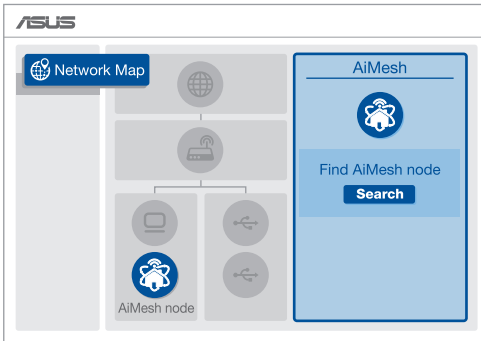 ASUS
Network Map
AiMesh
Find AiMesh node
Search
AiMesh node